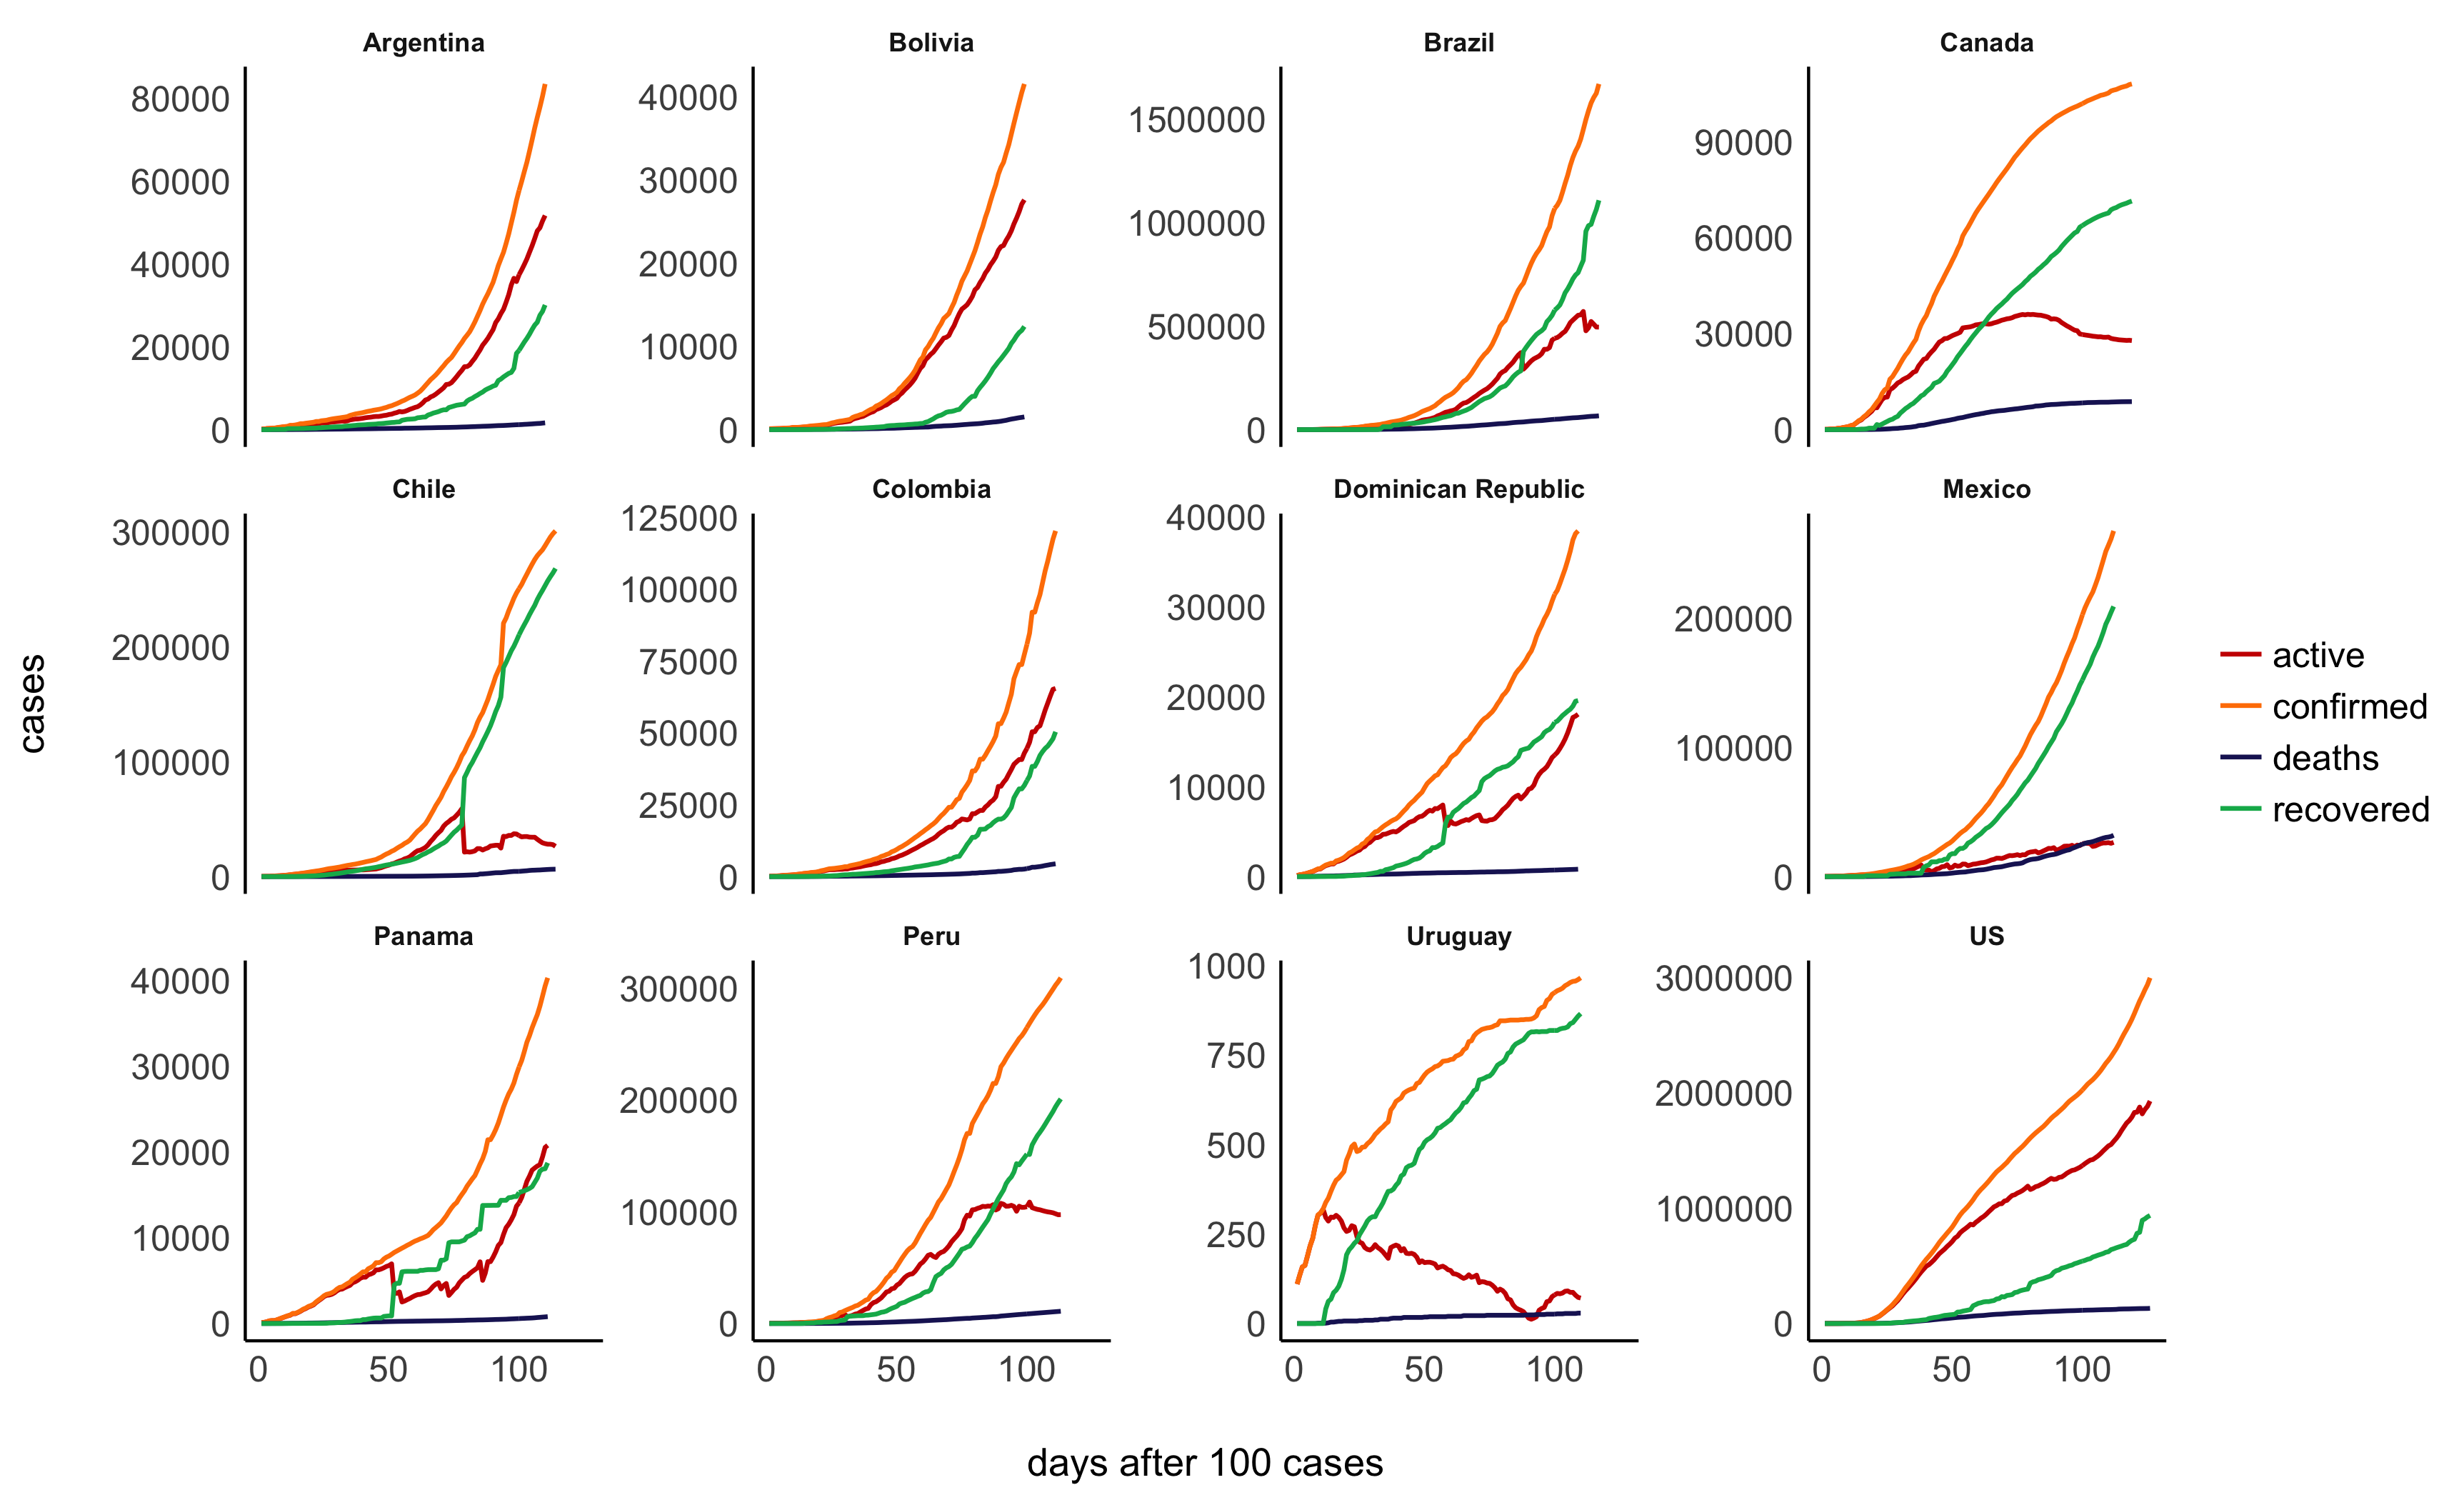 Argentina
Bolivia
Brazil
Canada
80000
60000
40000
20000
0
40000
30000
20000
10000
0
1500000
1000000
500000
0
90000
60000
30000
0
Chile
Colombia
Dominican Republic
Mexico
300000
200000
100000
0
125000
100000
75000
50000
25000
0
40000
30000
20000
10000
0
200000
100000
0
Panama
Peru
Uruguay
US
40000
30000
20000
10000
0
300000
200000
100000
0
1000
750
500
250
0
3000000
2000000
1000000
0
0 50 100
0 50 100
0 50 100
0 50 100
cases
days after 100 cases
active
confirmed
deaths
recovered